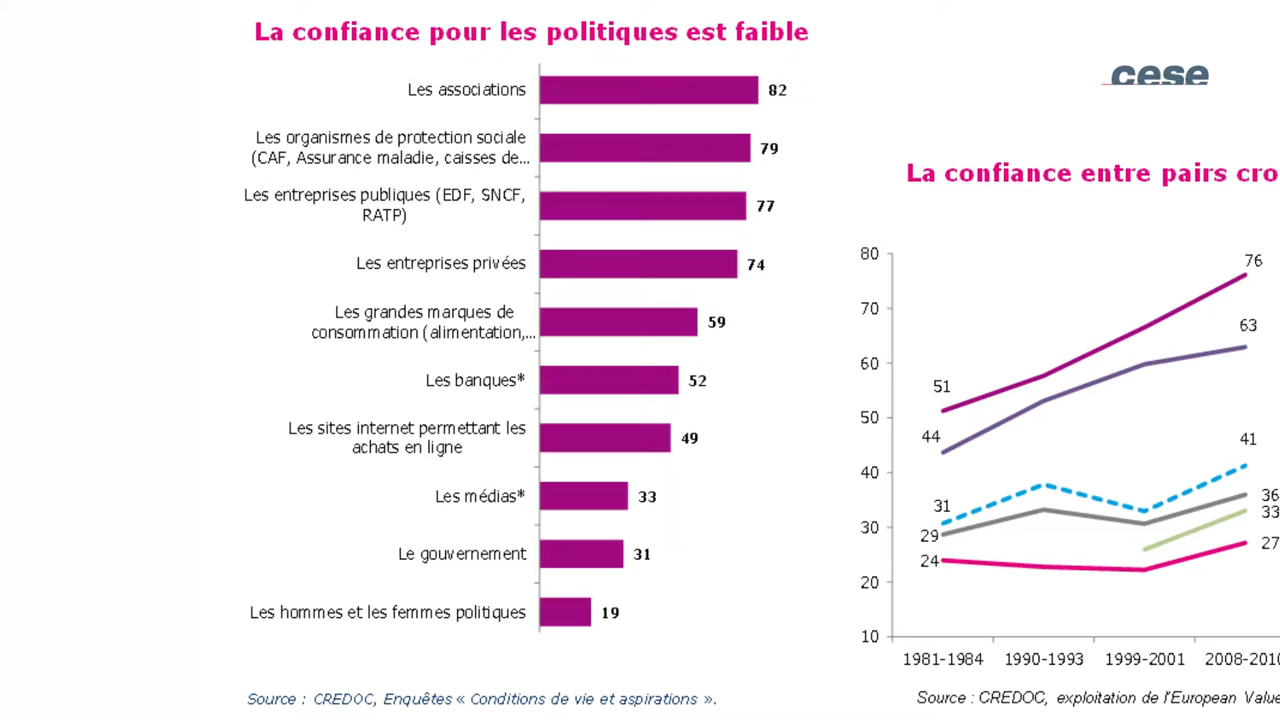 La confiance pour les politiques est faible
Les associations
82
Les organismes de protection sociale
(CAF, Assurance maladie, caisses de...
79
Les entreprises publiques (EDF, SNCF,
RATP)
77
Les entreprises privées
74
Les grandes marques de
consommation (alimentation,...
59
Les banques*
52
Les sites internet permettant les
achats en ligne
49
Les médias*
33
Le gouvernement
31
Les hommes et les femmes politiques
19
Source : CREDOC, Enquêtes « Conditions de vie et aspirations ».
cese
La confiance entre pairs cro
80
70
60
50
40
30
20
10
76
63
51
44
41
31
36
33
29
24
27
1981-1984 1990-1993 1999-2001 2008-2010
Source : CREDOC, exploitation de l'European Value